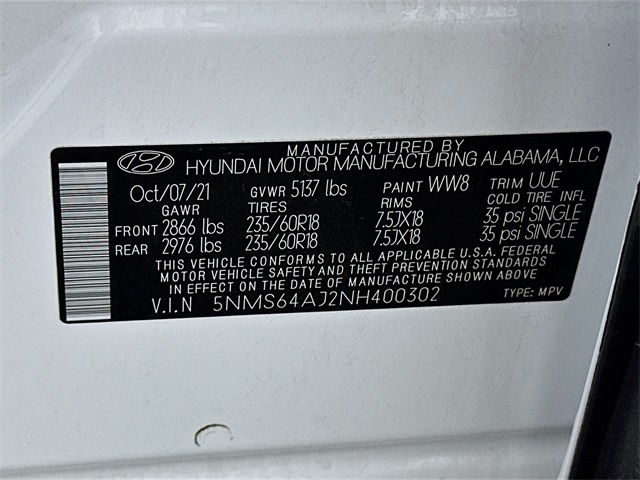 MANUFACTURED BY
HYUNDAI MOTOR MANUFACTURING ALABAMA, LLC
Oct/07/21 GVWR 5137 lbs PAINT WW8 TRIM UUE
GAWR TIRES RIMS COLD TIRE INFL
FRONT 2866 lbs 235/60R18 7.5JX18 35 psi SINGLE
REAR 2976 lbs 235/60R18 7.5JX18 35 psi SINGLE
THIS VEHICLE CONFORMS TO ALL APPLICABLE U.S.A. FEDERAL
MOTOR VEHICLE SAFETY AND THEFT PREVENTION STANDARDS
IN EFFECT ON THE DATE OF MANUFACTURE SHOWN ABOVE.
V.I.N 5NMS64AJ2NH400302 TYPE: MPV